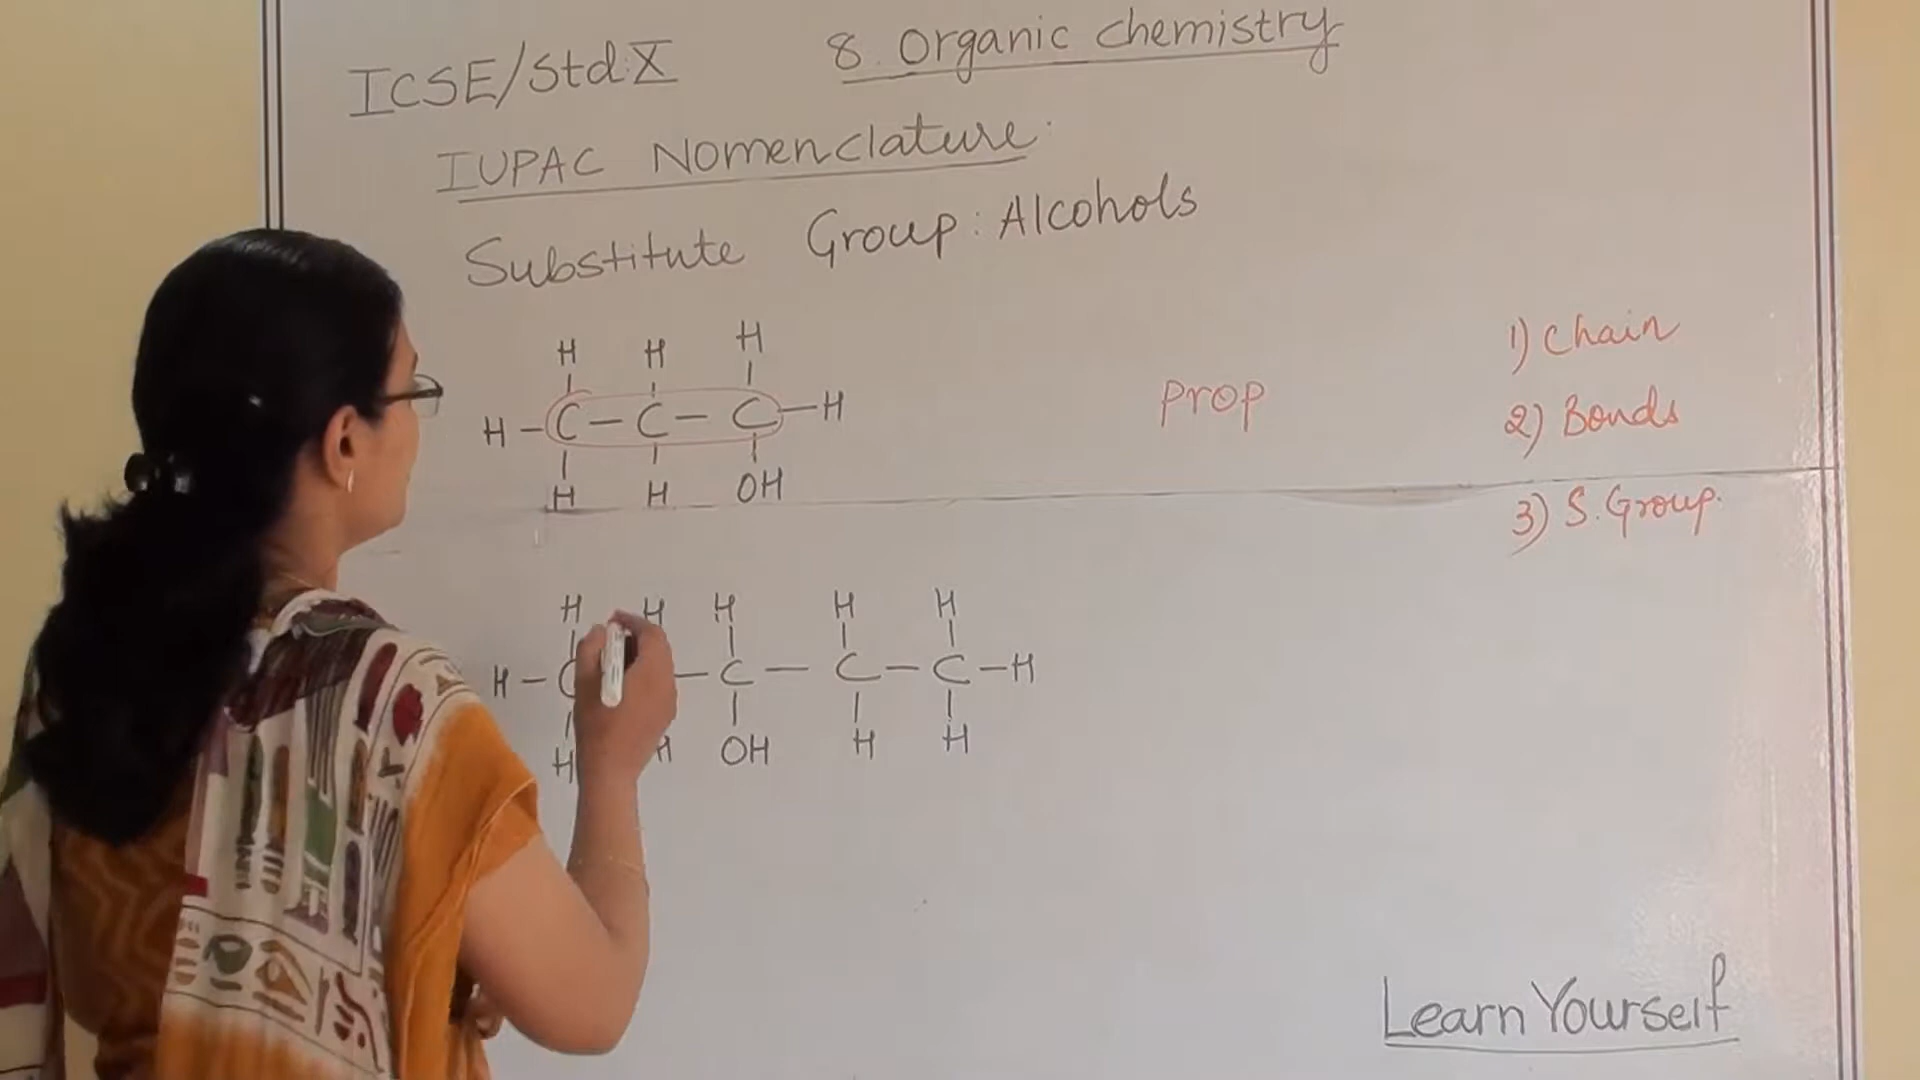 ICSE/Std X 8. Organic chemistry
IUPAC Nomenclature:
Substitute Group: Alcohols
H H H
H - C - C - C - H
H H OH
Prop
1) Chain
2) Bonds
3) S. Group.
H H H H H
H - C - C - C - C - H
H H OH H H
Learn Yourself